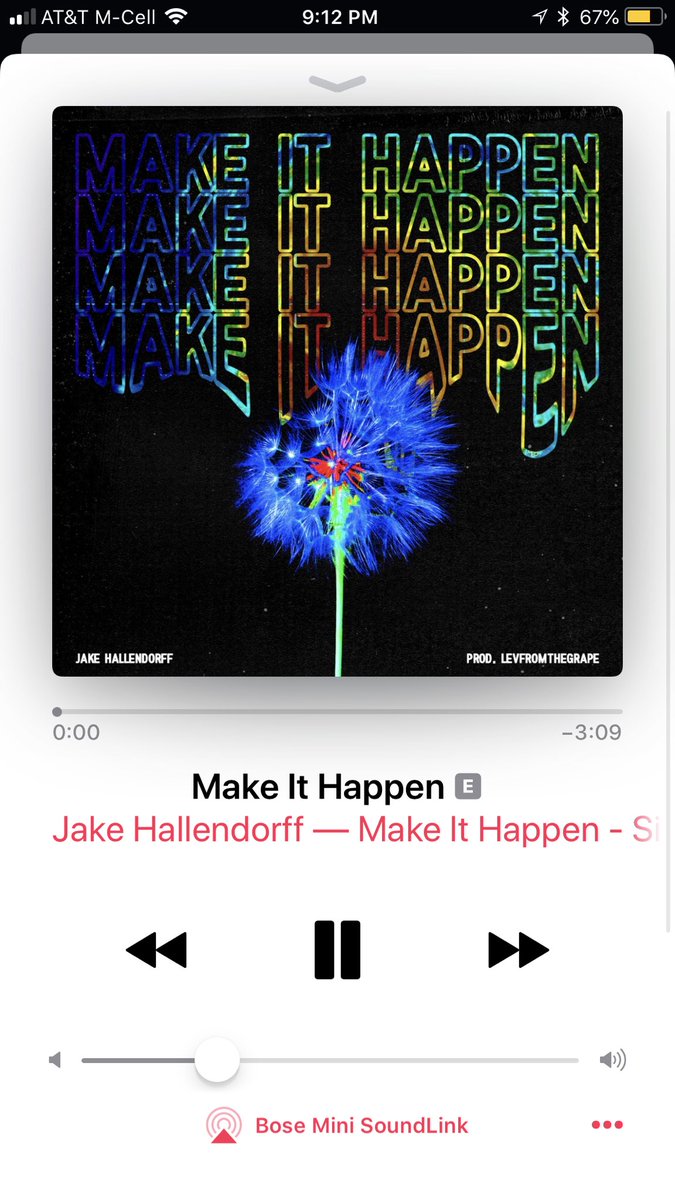 AT&T M-Cell 9:12 PM 67%
MAKE IT HAPPEN
MAKE IT HAPPEN
MAKE IT HAPPEN
MAKE IT HAPPEN
JAKE HALLENDORFF PROD. LEVFROMTHEGRAPE
0:00 −3:09
Make It Happen E
Jake Hallendorff — Make It Happen - Si
Bose Mini SoundLink